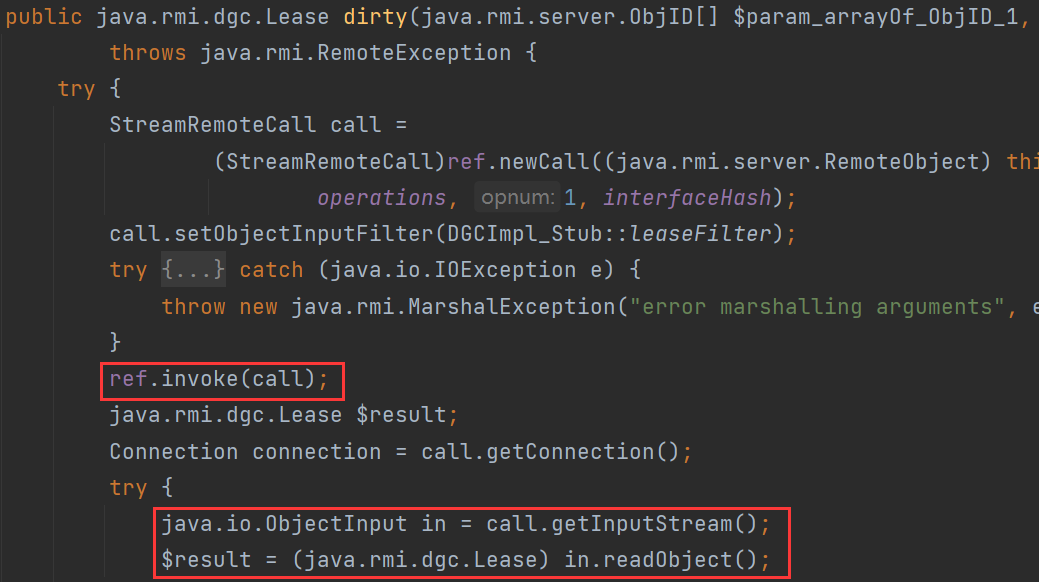 public java.rmi.dgc.Lease dirty(java.rmi.server.ObjID[] $param_arrayOf_ObjID_1,
throws java.rmi.RemoteException {
try {
StreamRemoteCall call =
(StreamRemoteCall)ref.newCall((java.rmi.server.RemoteObject) thi
operations, opnum: 1, interfaceHash);
call.setObjectInputFilter(DGCImpl_Stub::leaseFilter);
try {...} catch (java.io.IOException e) {
throw new java.rmi.MarshalException("error marshalling arguments", e
}
ref.invoke(call);
java.rmi.dgc.Lease $result;
Connection connection = call.getConnection();
try {
java.io.ObjectInput in = call.getInputStream();
$result = (java.rmi.dgc.Lease) in.readObject();